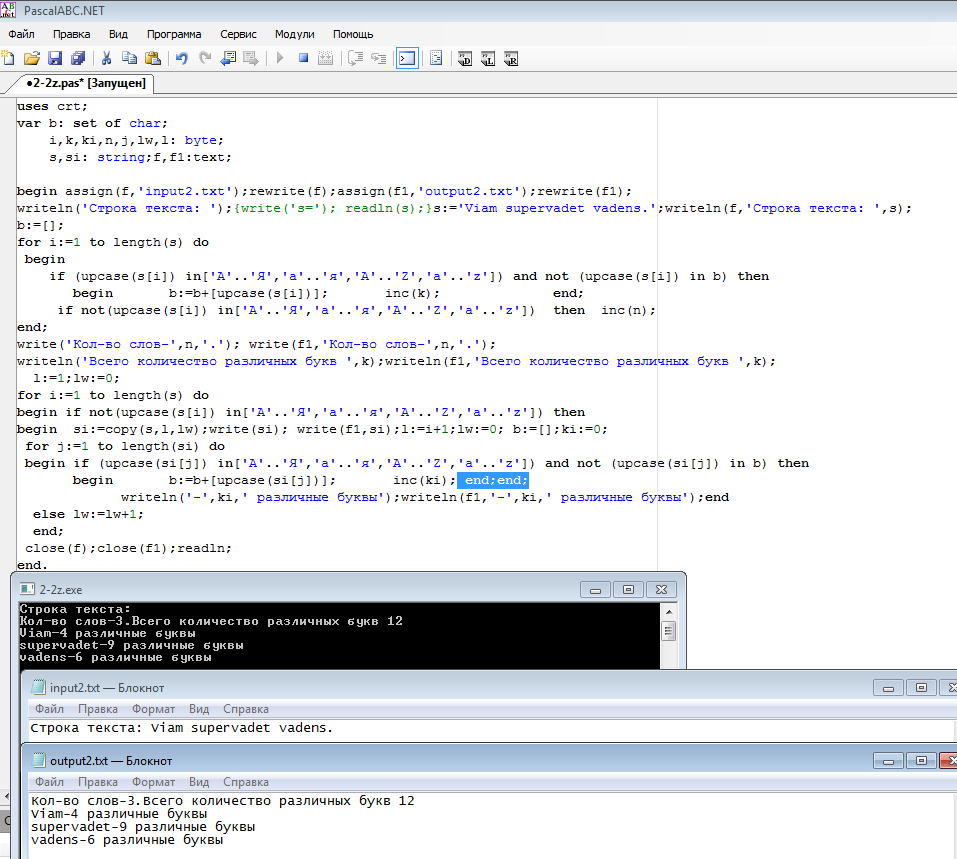 PascalABC.NET
Файл Правка Вид Программа Сервис Модули Помощь
•2-2z.pas* [Запущен]
uses crt;
var b: set of char;
i,k,ki,n,j,lw,l: byte;
s,si: string;f,f1:text;
begin assign(f,'input2.txt');rewrite(f);assign(f1,'output2.txt');rewrite(f1);
writeln('Строка текста: ');{write('s='); readln(s);}s:='Viam supervadet vadens.';writeln(f,'Строка текста: ',s);
b:=[];
for i:=1 to length(s) do
begin
if (upcase(s[i]) in['А'..'Я','а'..'я','A'..'Z','a'..'z']) and not (upcase(s[i]) in b) then
begin b:=b+[upcase(s[i])]; inc(k); end;
if not(upcase(s[i]) in['А'..'Я','а'..'я','A'..'Z','a'..'z']) then inc(n);
end;
write('Кол-во слов-',n,'.'); write(f1,'Кол-во слов-',n,'.');
writeln('Всего количество различных букв ',k);writeln(f1,'Всего количество различных букв ',k);
l:=1;lw:=0;
for i:=1 to length(s) do
begin if not(upcase(s[i]) in['А'..'Я','а'..'я','A'..'Z','a'..'z']) then
begin si:=copy(s,l,lw);write(si); write(f1,si);l:=i+1;lw:=0; b:=[];ki:=0;
for j:=1 to length(si) do
begin if (upcase(si[j]) in['А'..'Я','а'..'я','A'..'Z','a'..'z']) and not (upcase(si[j]) in b) then
begin b:=b+[upcase(si[j])]; inc(ki); end;end;
writeln('-',ki,' различные буквы');writeln(f1,'-',ki,' различные буквы');end
else lw:=lw+1;
end;
close(f);close(f1);readln;
end.
2-2z.exe
Строка текста:
Кол-во слов-3.Всего количество различных букв 12
Viam-4 различные буквы
supervadet-9 различные буквы
vadens-6 различные буквы
input2.txt — Блокнот
Файл Правка Формат Вид Справка
Строка текста: Viam supervadet vadens.
output2.txt — Блокнот
Файл Правка Формат Вид Справка
Кол-во слов-3.Всего количество различных букв 12
Viam-4 различные буквы
supervadet-9 различные буквы
vadens-6 различные буквы